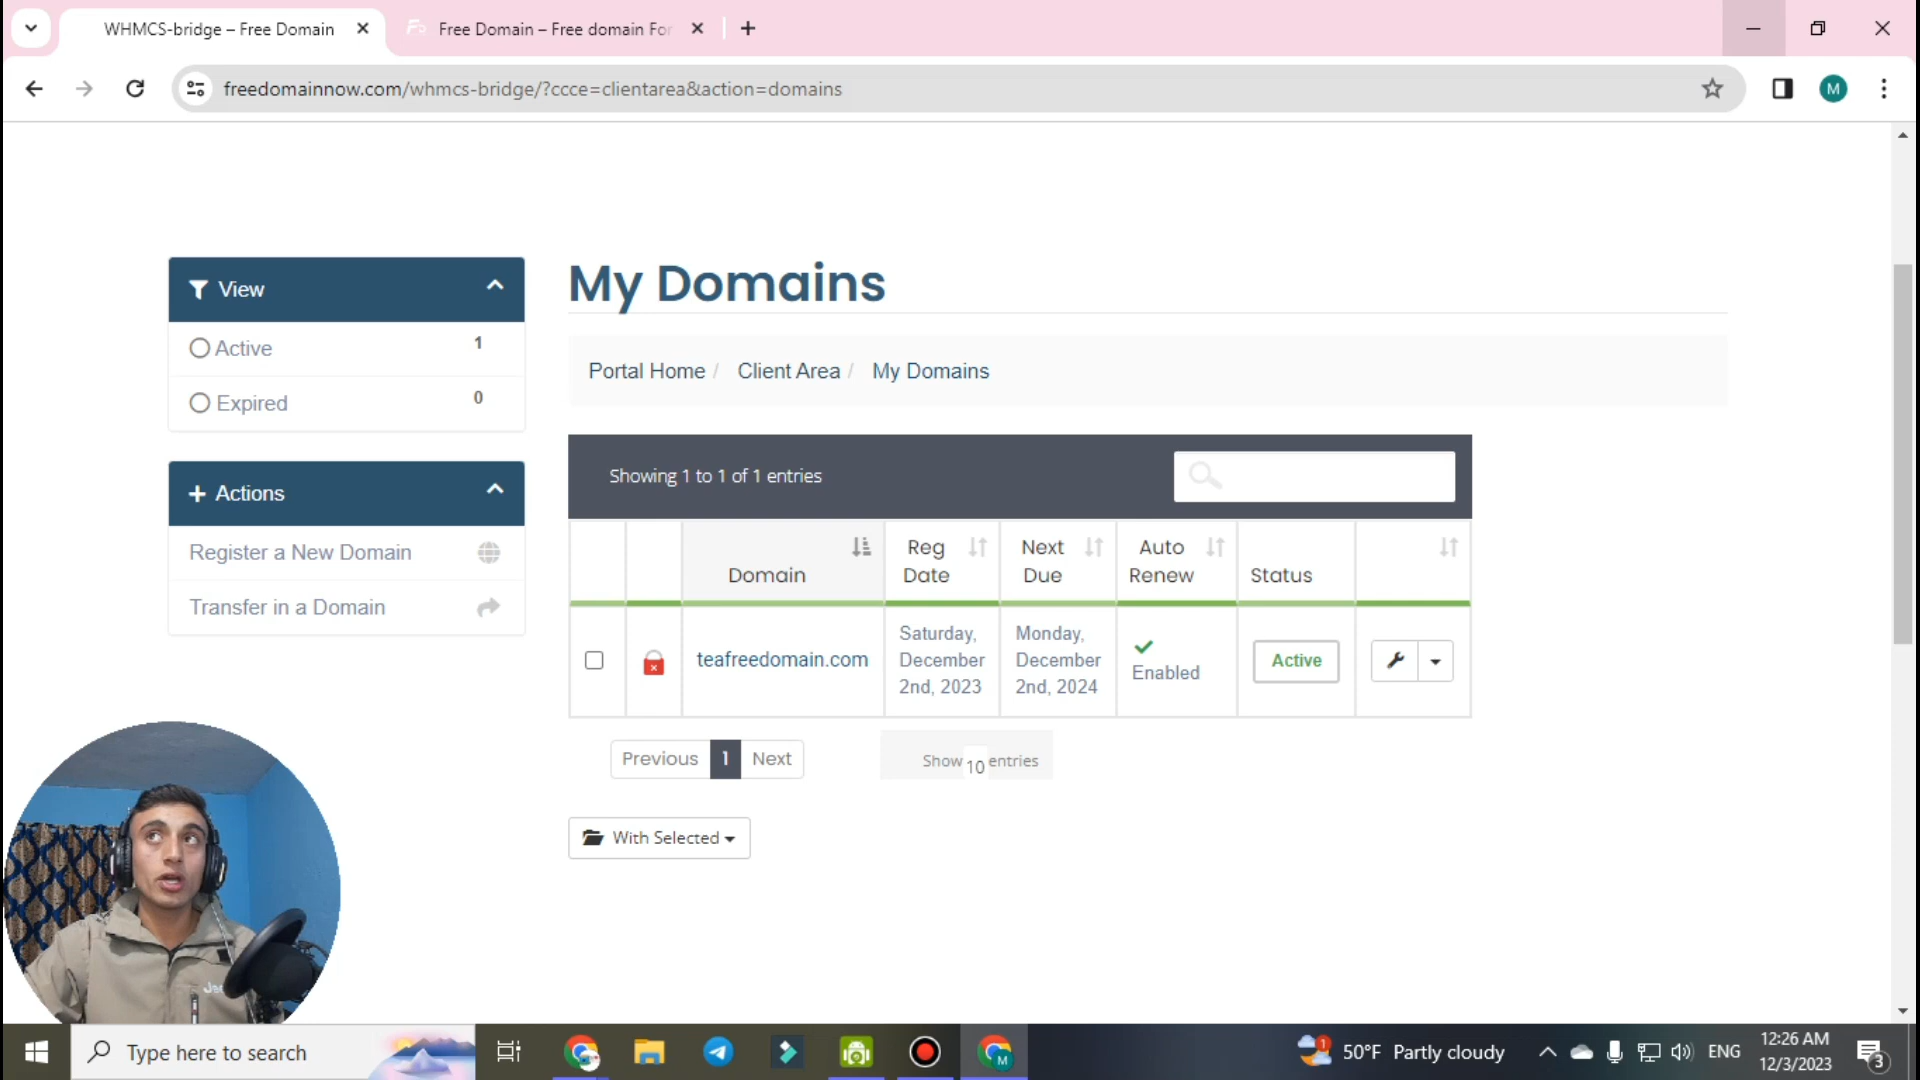 WHMCS-bridge – Free Domain
Free Domain – Free domain For
freedomainnow.com/whmcs-bridge/?ccce=clientarea&action=domains
M
View
Active 1
Expired 0
Actions
Register a New Domain
Transfer in a Domain
My Domains
Portal Home / Client Area / My Domains
Showing 1 to 1 of 1 entries
Domain
Reg Date
Next Due
Auto Renew
Status
teafreedomain.com
Saturday, December 2nd, 2023
Monday, December 2nd, 2024
Enabled
Active
Previous 1 Next
Show 10 entries
With Selected
Type here to search
M
1
50°F Partly cloudy
ENG
12:26 AM
12/3/2023
3